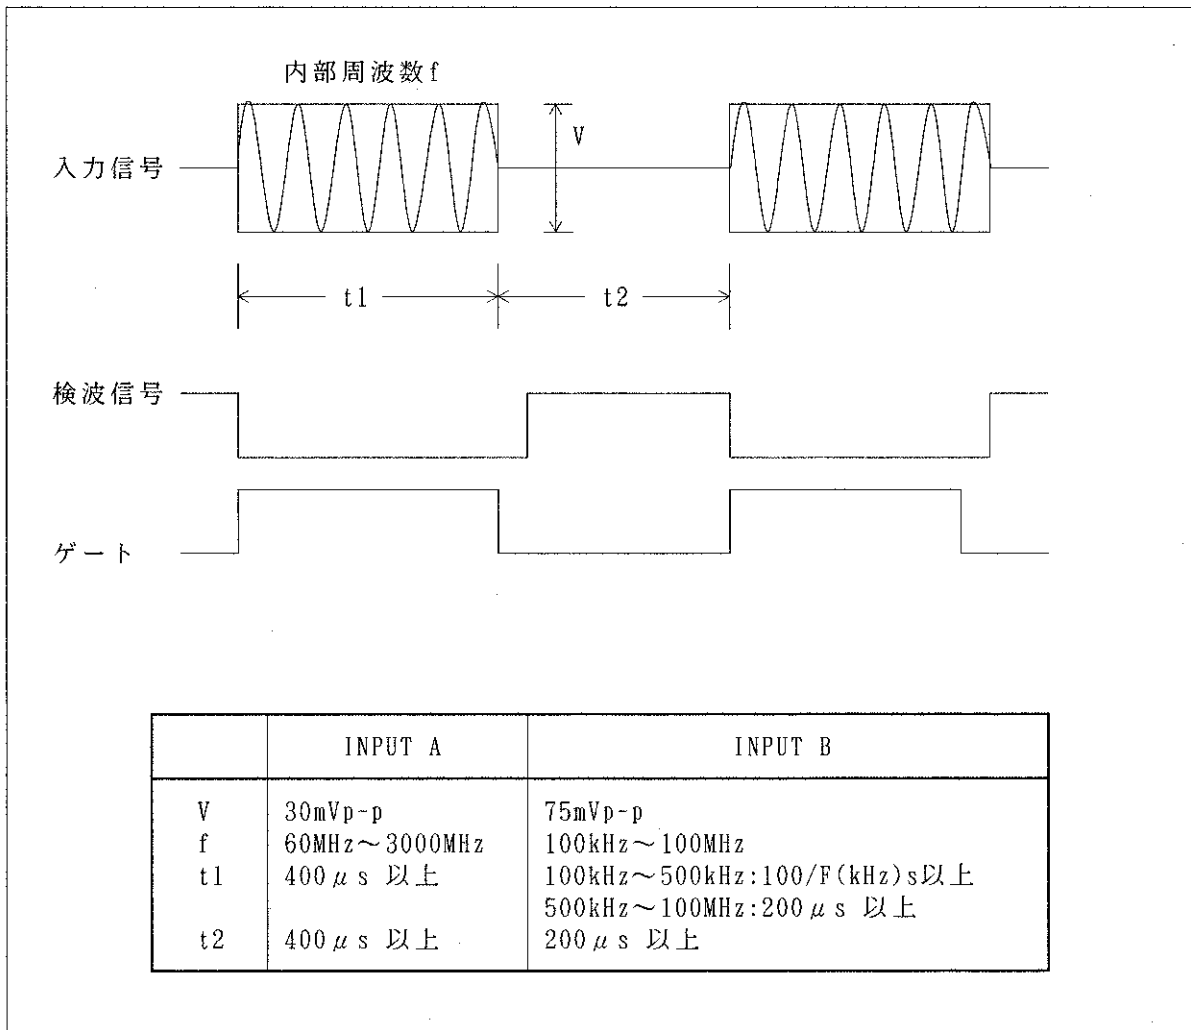 内部周波数f
入力信号
V
t1
t2
検波信号
ゲート
INPUT A INPUT B
V 30mVp-p 75mVp-p
f 60MHz～3000MHz 100kHz～100MHz
t1 400μs 以上 100kHz～500kHz:100/F(kHz)s以上
500kHz～100MHz:200μs 以上
t2 400μs 以上 200μs 以上